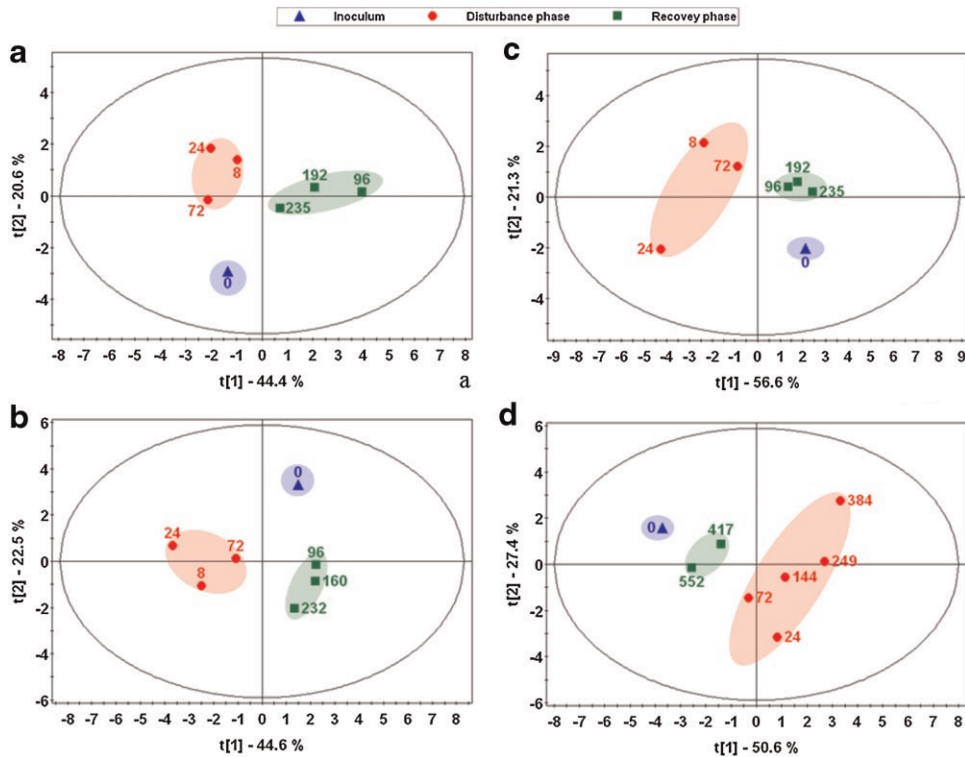 Inoculum Disturbance phase Recovey phase
a
4
2
0
-2
-4
t[2] - 20.6 %
24
8
72
192
96
235
0
-8 -7 -6 -5 -4 -3 -2 -1 0 1 2 3 4 5 6 7 8
t[1] - 44.4 %
a
c
4
2
0
-2
-4
t[2] - 21.3 %
8
72
24
192
96
235
0
-9 -8 -7 -6 -5 -4 -3 -2 -1 0 1 2 3 4 5 6 7 8 9
t[1] - 56.6 %
b
6
4
2
0
-2
-4
-6
t[2] - 22.5 %
0
24
72
8
96
160
232
-8 -7 -6 -5 -4 -3 -2 -1 0 1 2 3 4 5 6 7 8
t[1] - 44.6 %
d
6
4
2
0
-2
-4
-6
t[2] - 27.4 %
0
417
552
384
249
144
72
24
-8 -7 -6 -5 -4 -3 -2 -1 0 1 2 3 4 5 6 7 8
t[1] - 50.6 %